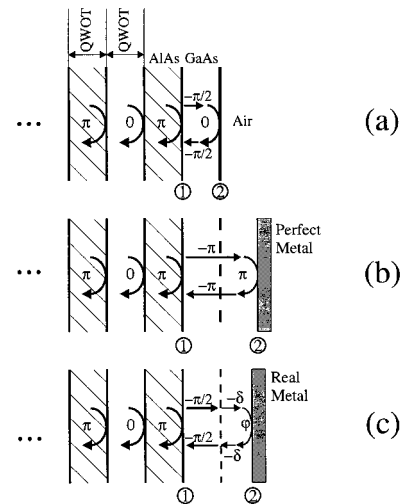 QWOT QWOT
AlAs GaAs
−π/2
... π 0 π 0 Air (a)
−π/2
① ②
Perfect
Metal
−π
... π 0 π π (b)
−π
① ②
Real
Metal
−π/2 −δ
... π 0 π φ (c)
−π/2 −δ
① ②